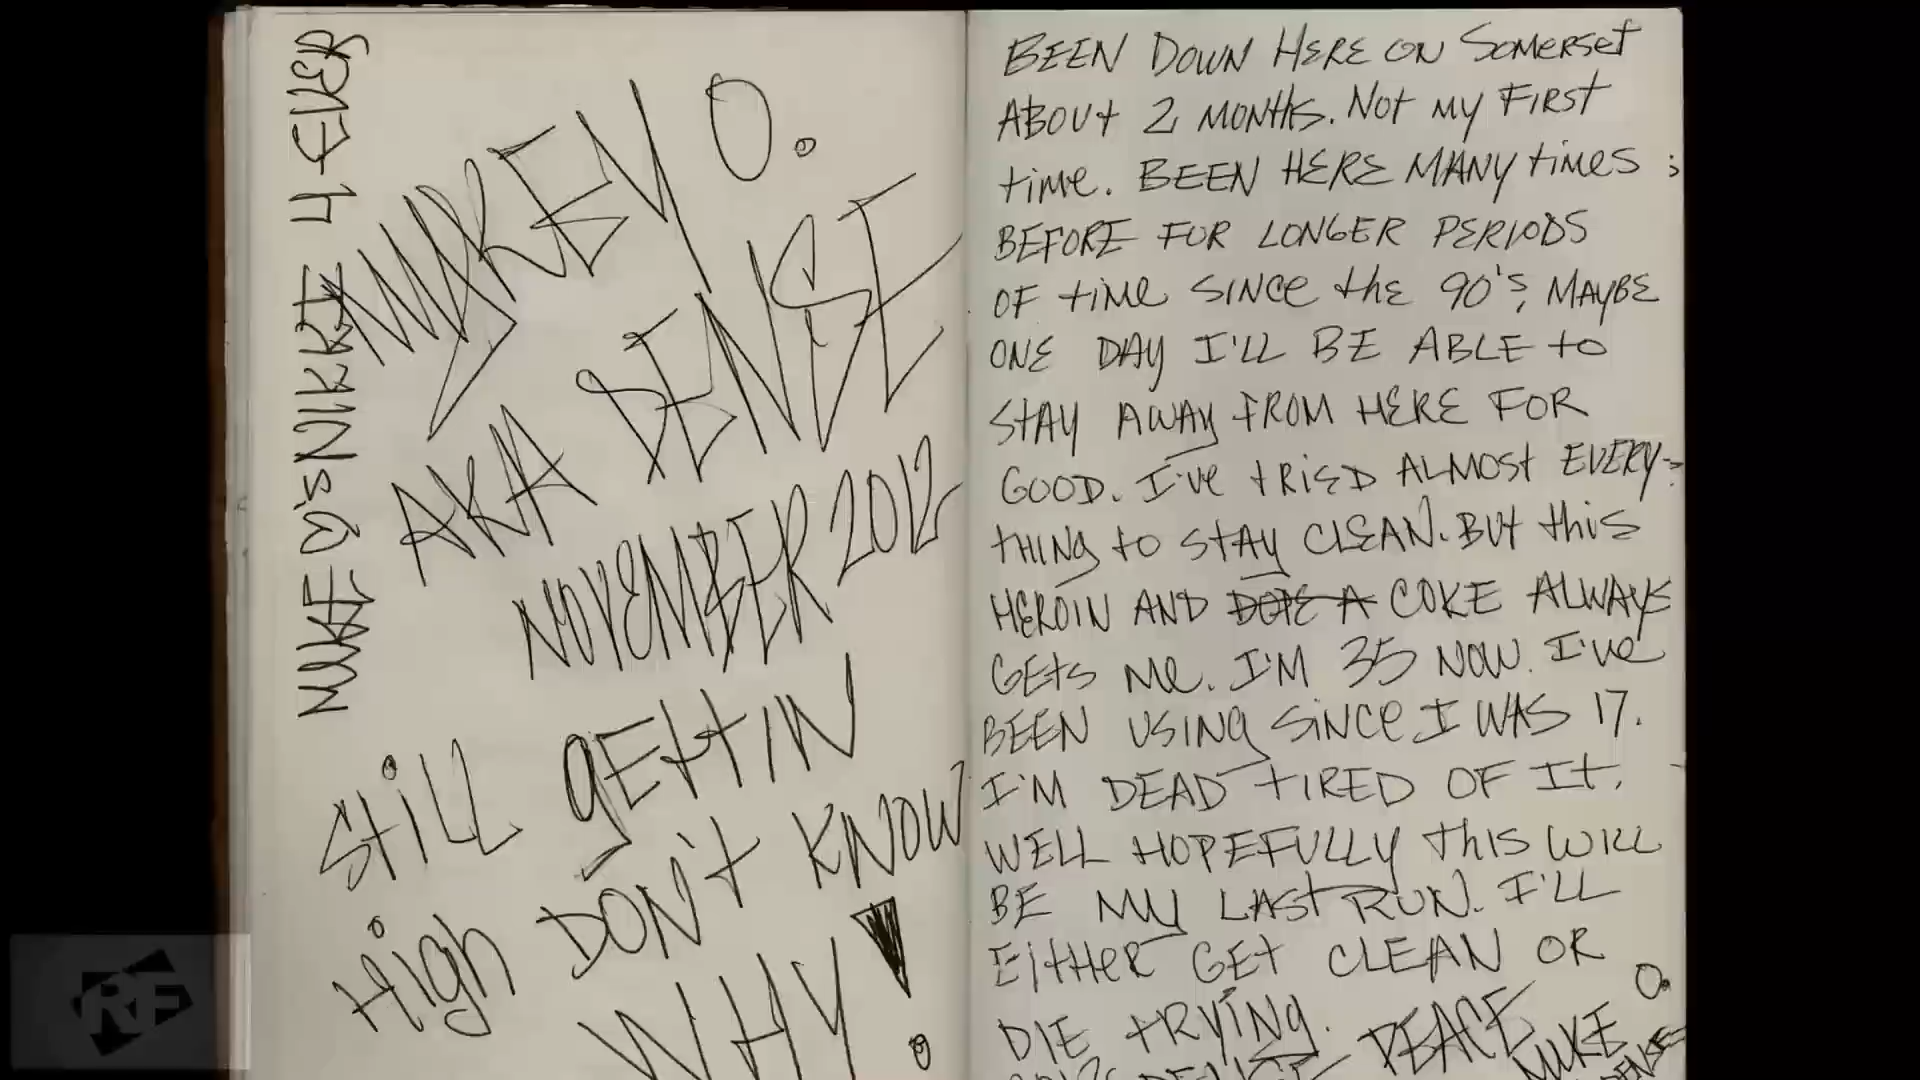 MIKE ♡'S NIKKI 4-EVER
MIKEY O.
AKA DENSE
NOVEMBER 2012
STILL GETTIN
HIGH DON'T KNOW
WHY!
BEEN DOWN HERE ON SOMERSET
ABOUT 2 MONTHS. NOT MY FIRST
TIME. BEEN HERE MANY TIMES
BEFORE FOR LONGER PERIODS
OF TIME SINCE THE 90'S, MAYBE
ONE DAY I'LL BE ABLE TO
STAY AWAY FROM HERE FOR
GOOD. I'VE TRIED ALMOST EVERY-
THING TO STAY CLEAN. BUT THIS
HEROIN AND DOPE A COKE ALWAYS
GETS ME. I'M 35 NOW. I'VE
BEEN USING SINCE I WAS 17.
I'M DEAD TIRED OF IT.
WELL HOPEFULLY THIS WILL
BE MY LAST RUN. I'LL
EITHER GET CLEAN OR
DIE TRYING.
PEACE
MIKE O.
DENSE
RF